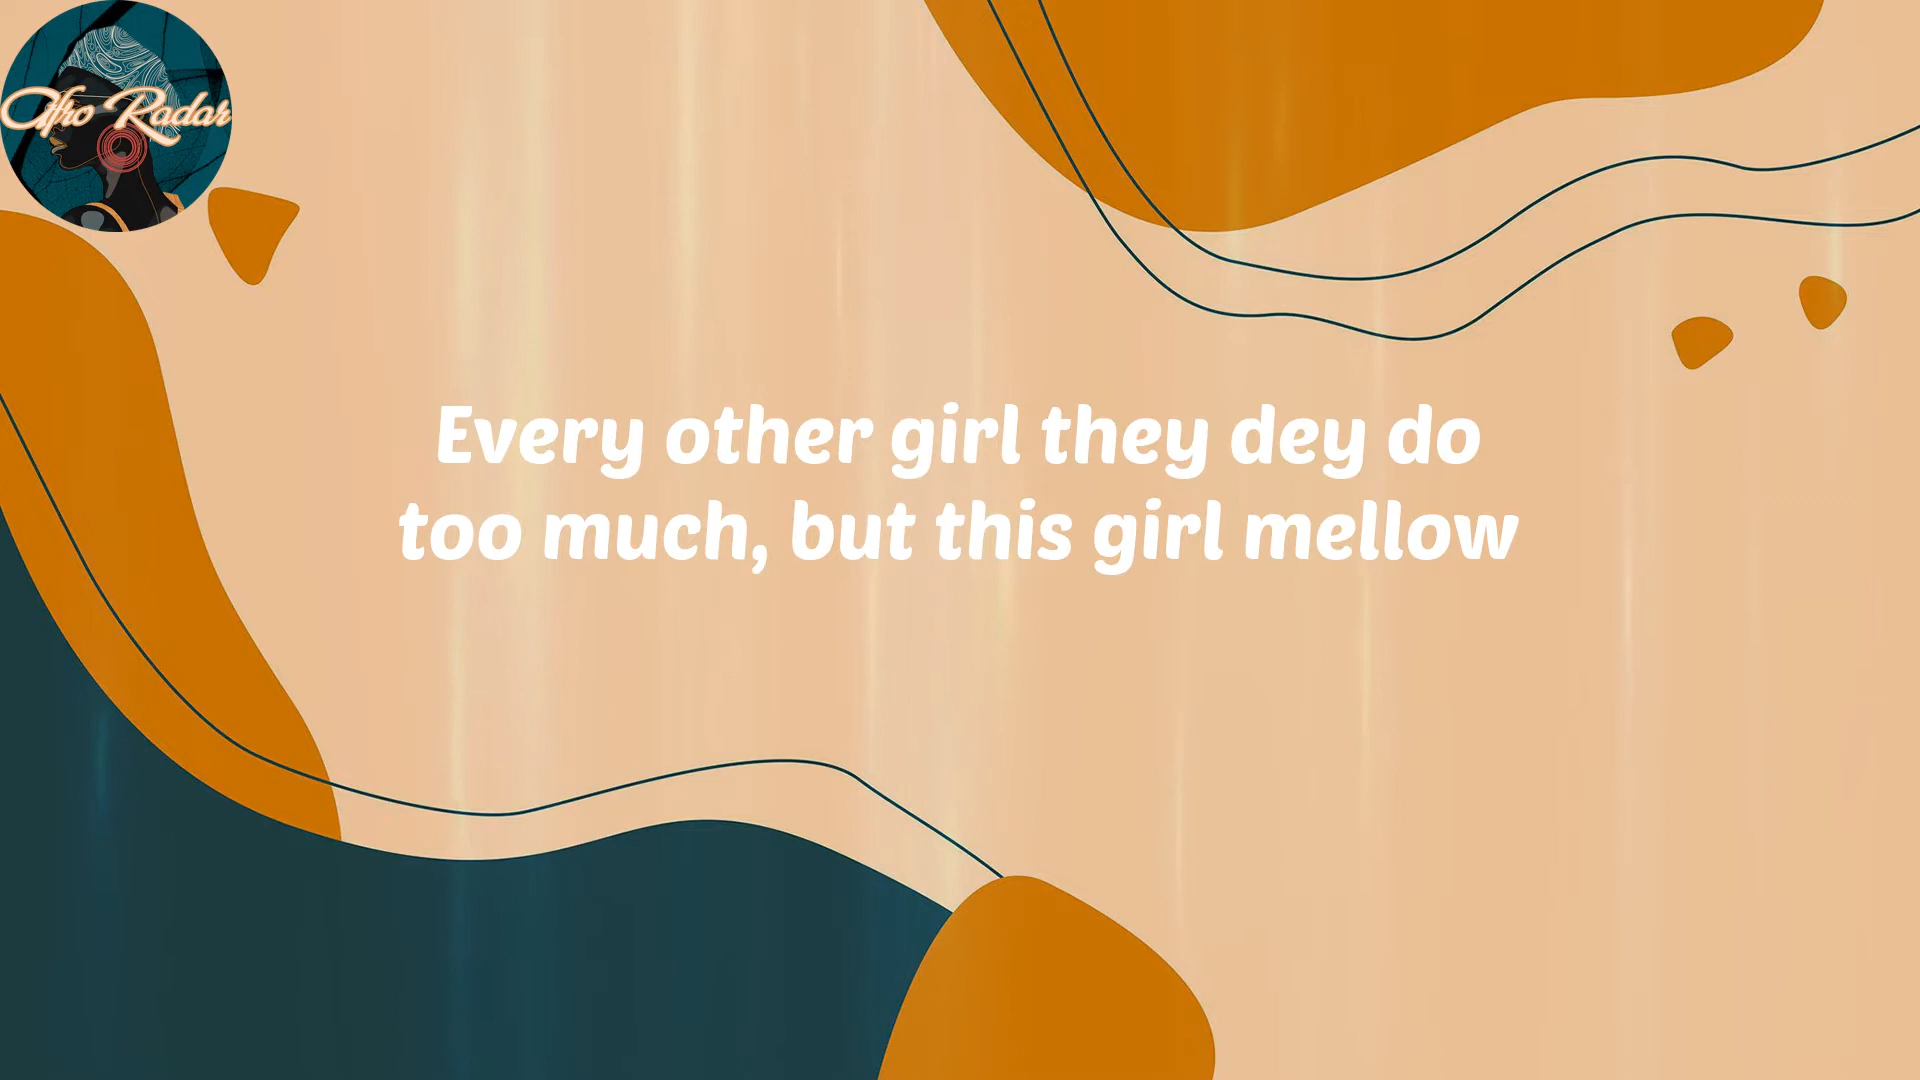 Afro Radar
Every other girl they dey do
too much, but this girl mellow